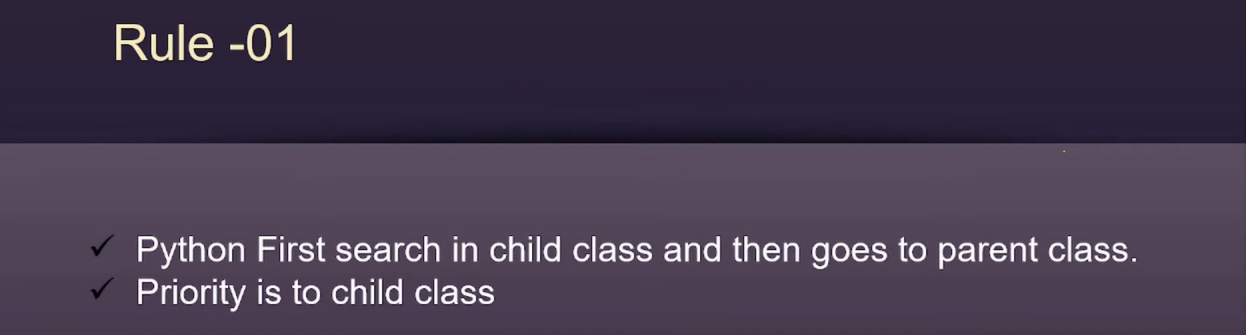 Rule -01
✓ Python First search in child class and then goes to parent class.
✓ Priority is to child class